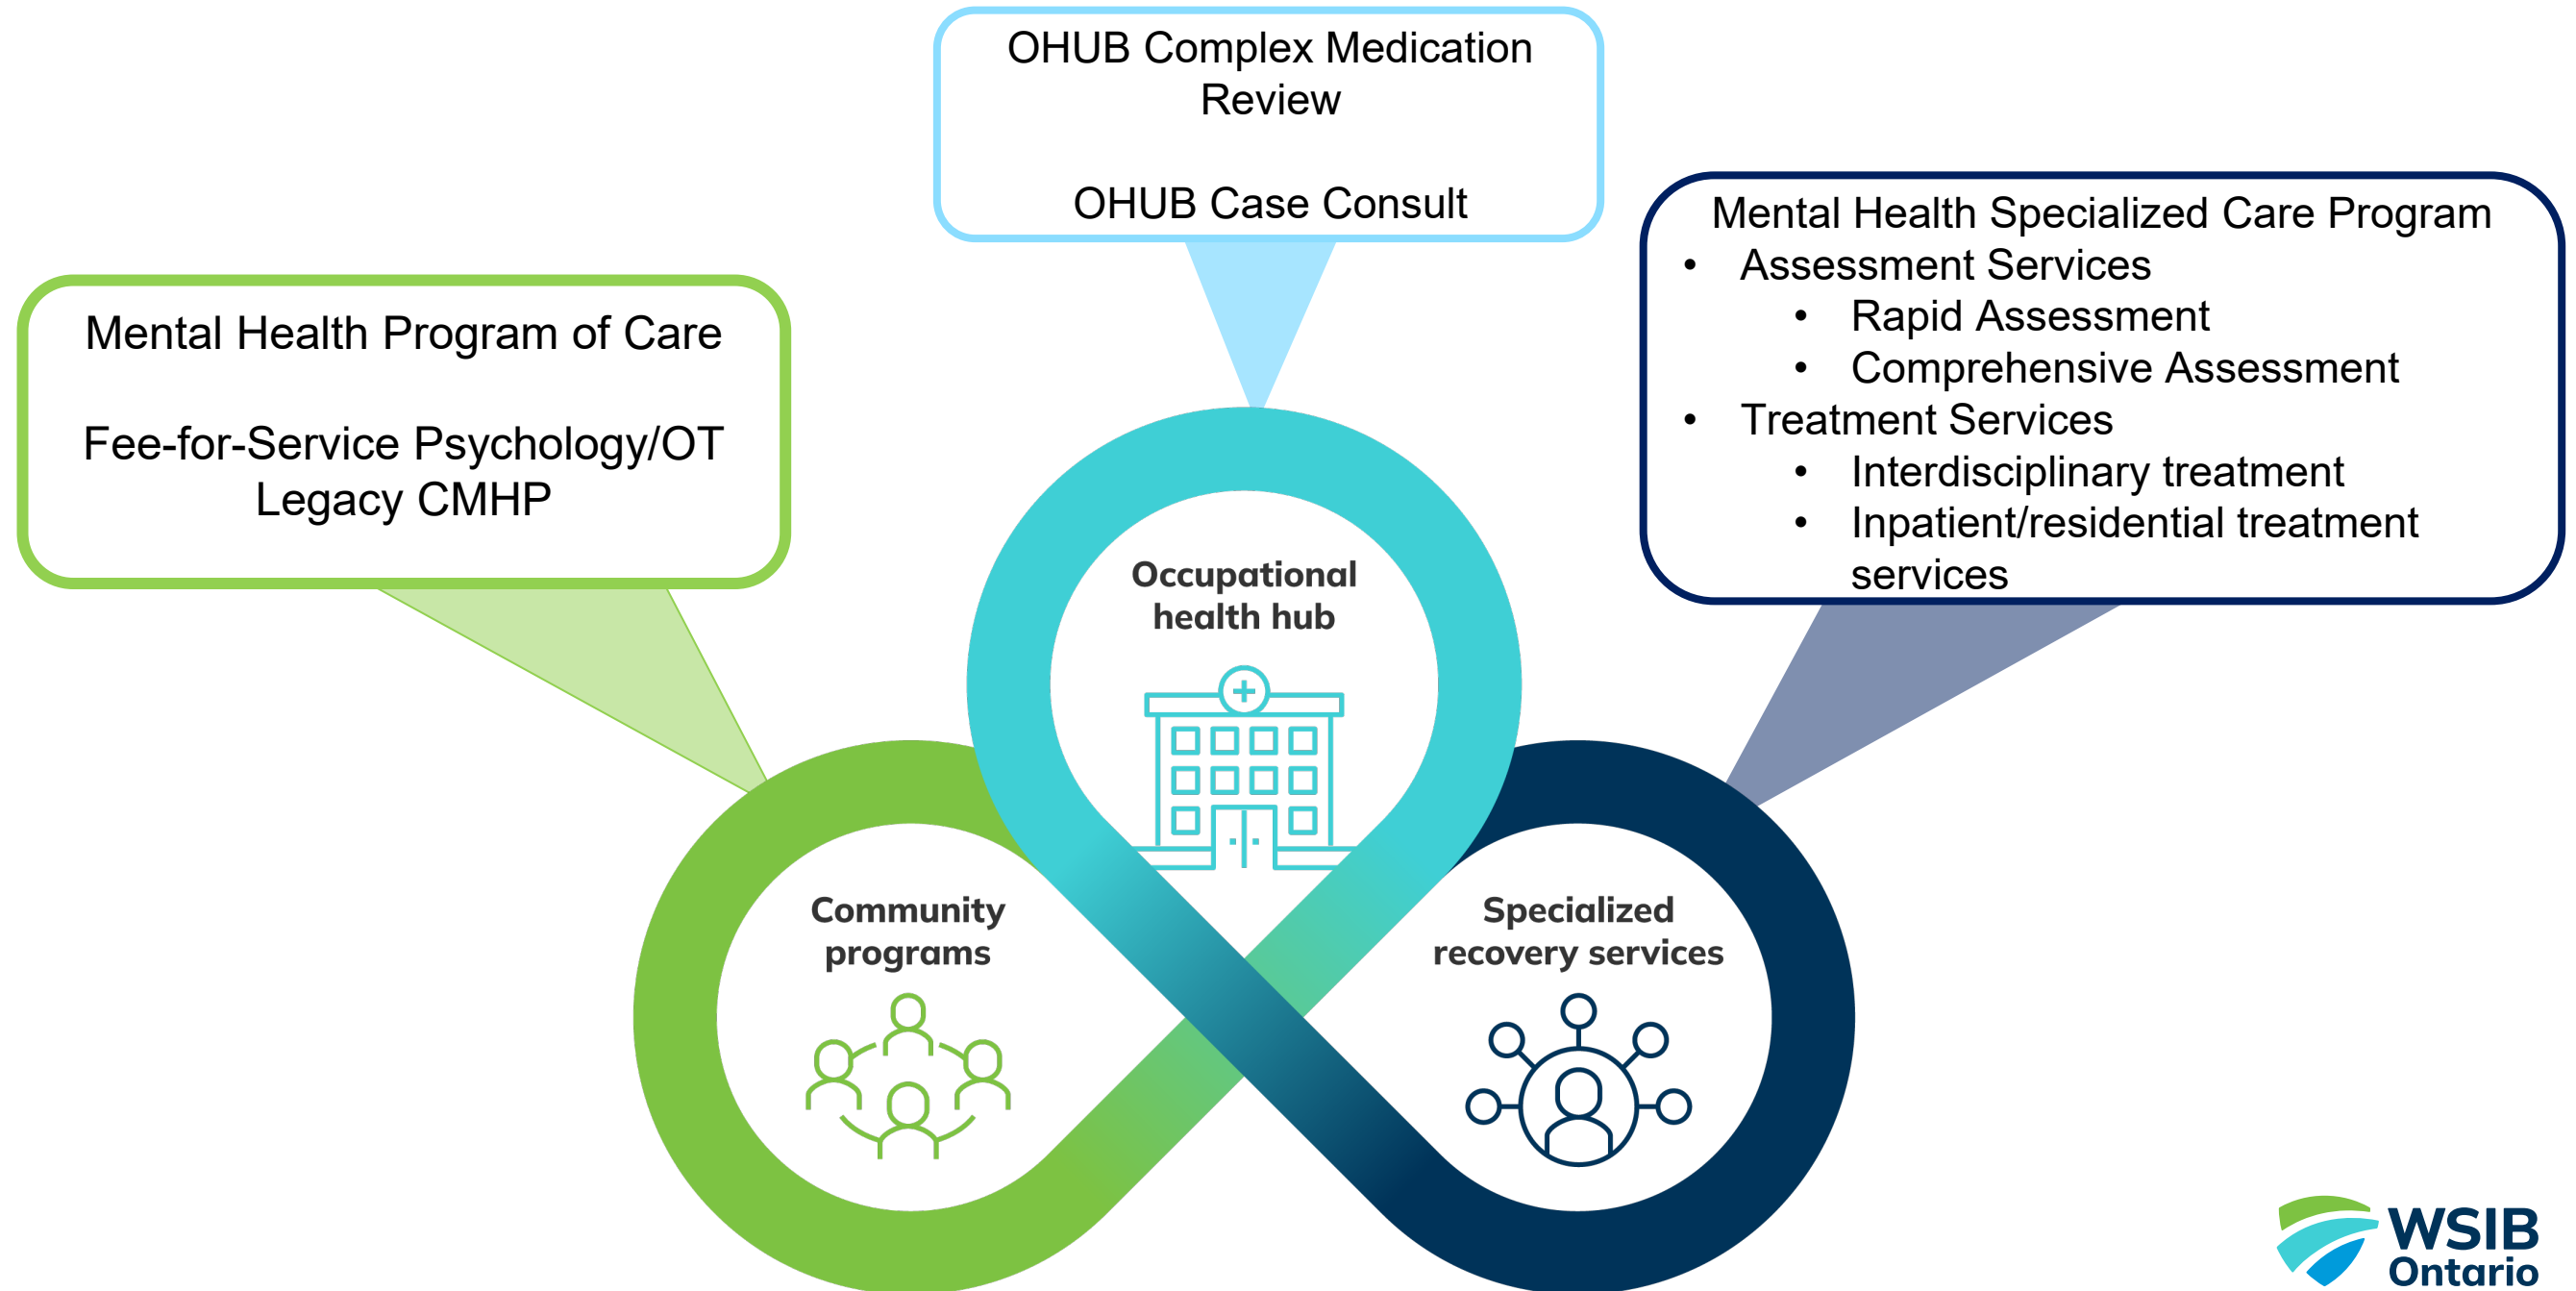 OHUB Complex Medication
Review
OHUB Case Consult
Mental Health Program of Care
Fee-for-Service Psychology/OT
Legacy CMHP
Mental Health Specialized Care Program
• Assessment Services
• Rapid Assessment
• Comprehensive Assessment
• Treatment Services
• Interdisciplinary treatment
• Inpatient/residential treatment
services
Occupational
health hub
Community
programs
Specialized
recovery services
WSIB
Ontario